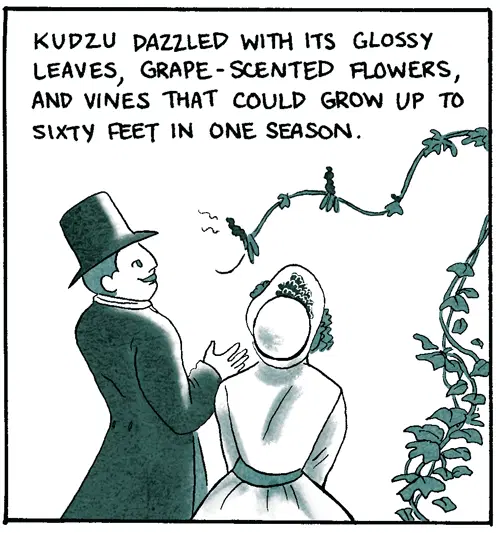 KUDZU DAZZLED WITH ITS GLOSSY
LEAVES, GRAPE-SCENTED FLOWERS,
AND VINES THAT COULD GROW UP TO
SIXTY FEET IN ONE SEASON.